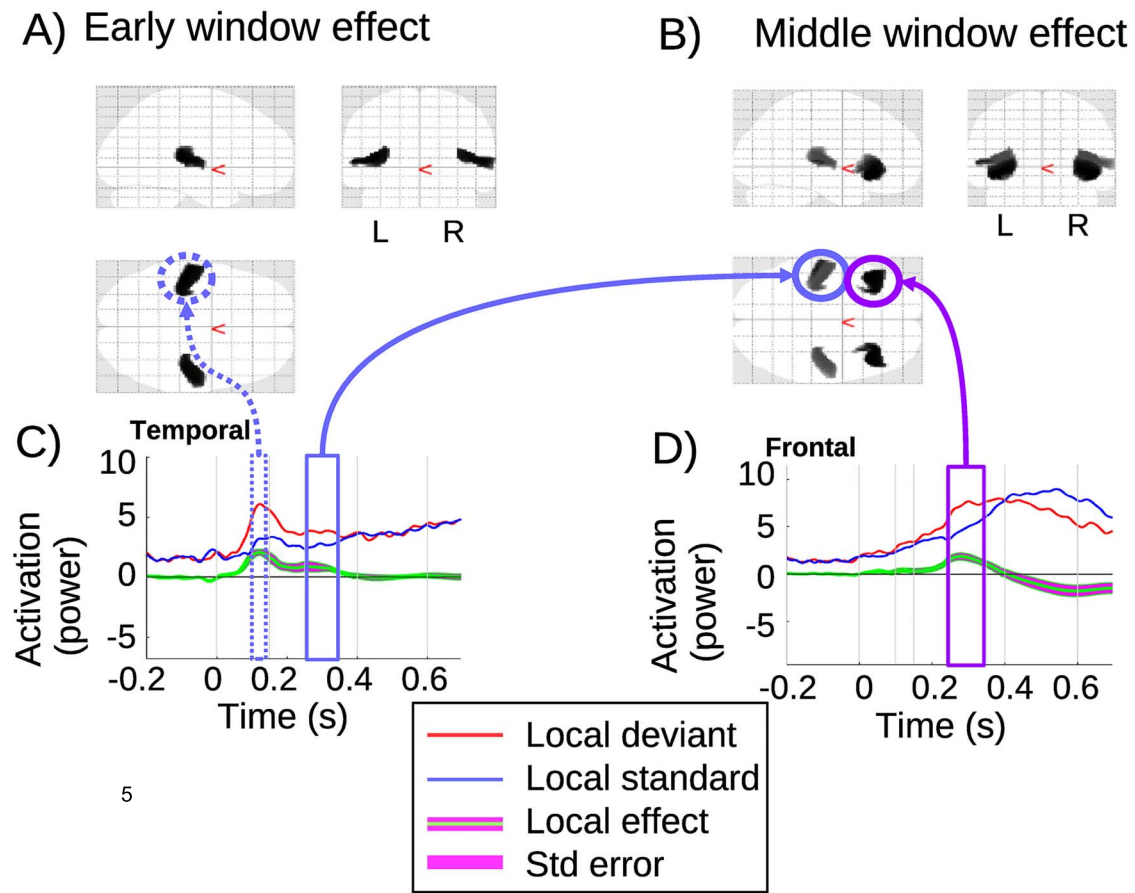 A) Early window effect
B) Middle window effect
<
<
<
<
L R
L R
<
<
C) Temporal
D) Frontal
10
5
0
-5
Activation
(power)
-0.2 0 0.2 0.4 0.6
Time (s)
10
5
0
-5
Activation
(power)
-0.2 0 0.2 0.4 0.6
Time (s)
Local deviant
Local standard
Local effect
Std error
5